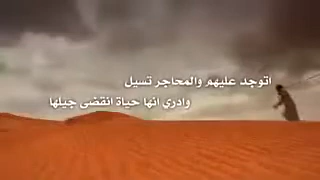 اتوجد عليهم والمحاجر تسيل
وادري انها حياة انقضى جيلها